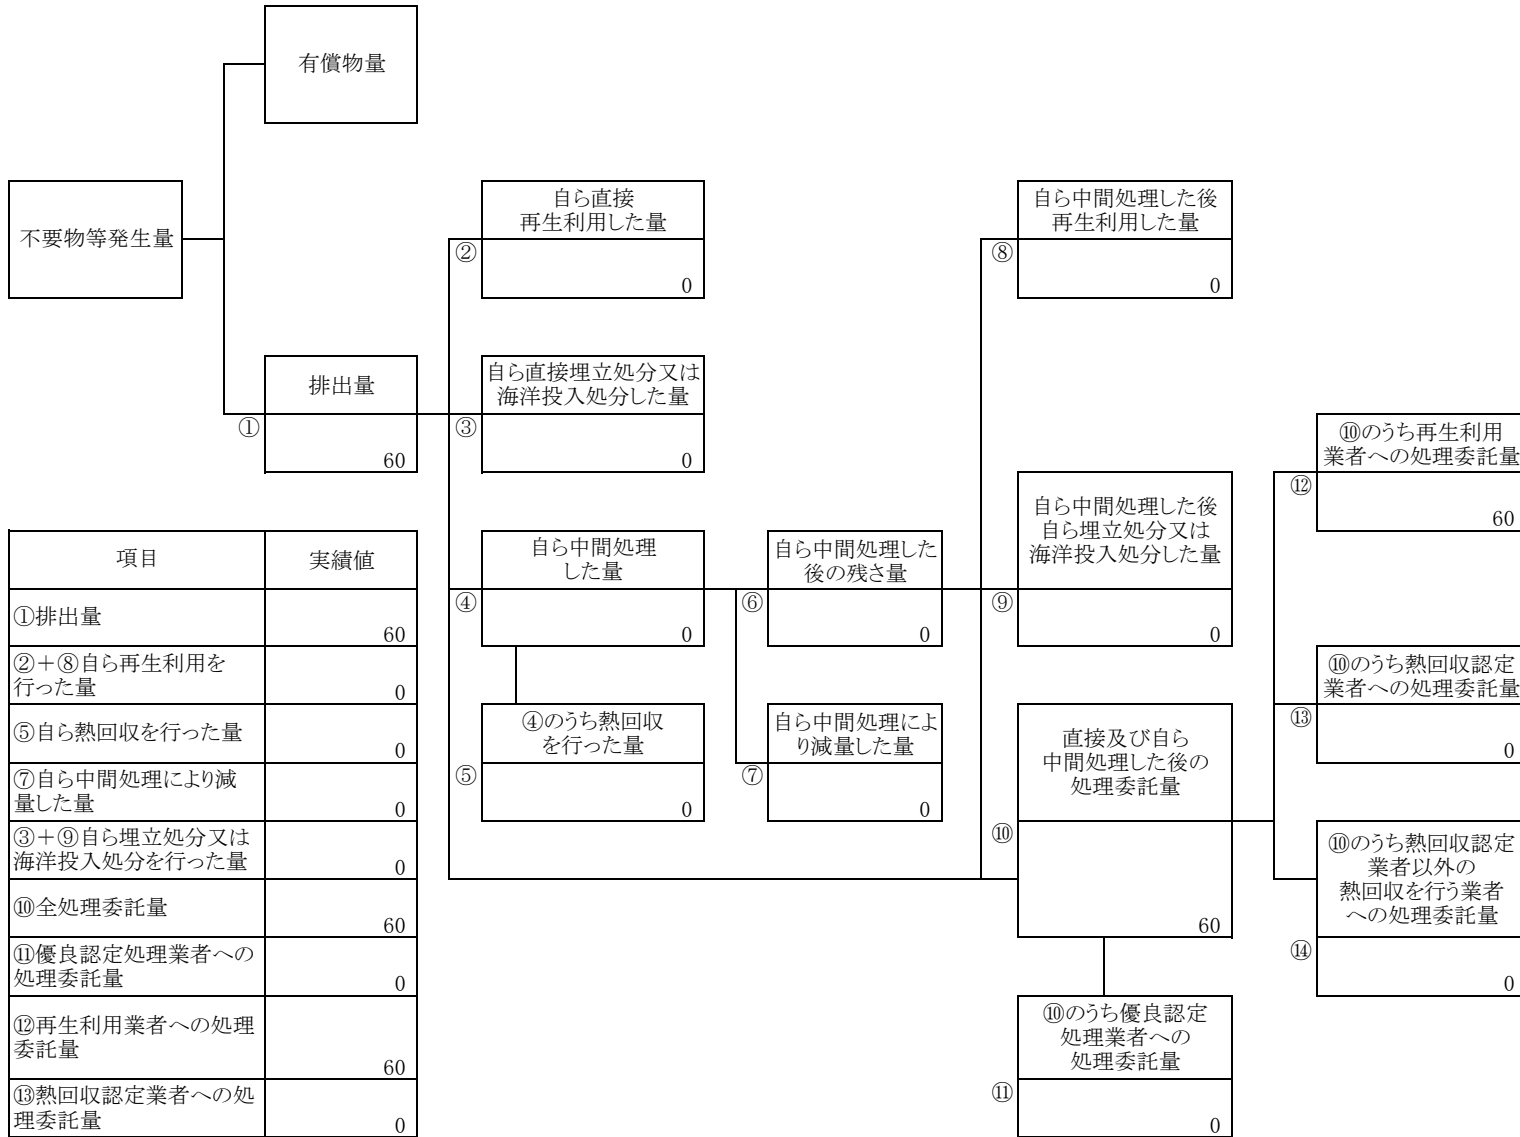 有償物量
不要物等発生量
自ら直接
再生利用した量
②
0
自ら中間処理した後
再生利用した量
⑧
0
排出量
①
60
自ら直接埋立処分又は
海洋投入処分した量
③
0
⑩のうち再生利用
業者への処理委託量
⑫
60
自ら中間処理
した量
④
0
自ら中間処理した
後の残さ量
⑥
0
自ら中間処理した後
自ら埋立処分又は
海洋投入処分した量
⑨
0
⑩のうち熱回収認定
業者への処理委託量
⑬
0
④のうち熱回収
を行った量
⑤
0
自ら中間処理によ
り減量した量
⑦
0
直接及び自ら
中間処理した後の
処理委託量
⑩
60
⑩のうち熱回収認定
業者以外の
熱回収を行う業者
への処理委託量
⑭
0
⑩のうち優良認定
処理業者への
処理委託量
⑪
0
項目 実績値
①排出量 60
②＋⑧自ら再生利用を
行った量 0
⑤自ら熱回収を行った量 0
⑦自ら中間処理により減
量した量 0
③＋⑨自ら埋立処分又は
海洋投入処分を行った量 0
⑩全処理委託量 60
⑪優良認定処理業者への
処理委託量 0
⑫再生利用業者への処理
委託量 60
⑬熱回収認定業者への処
理委託量 0